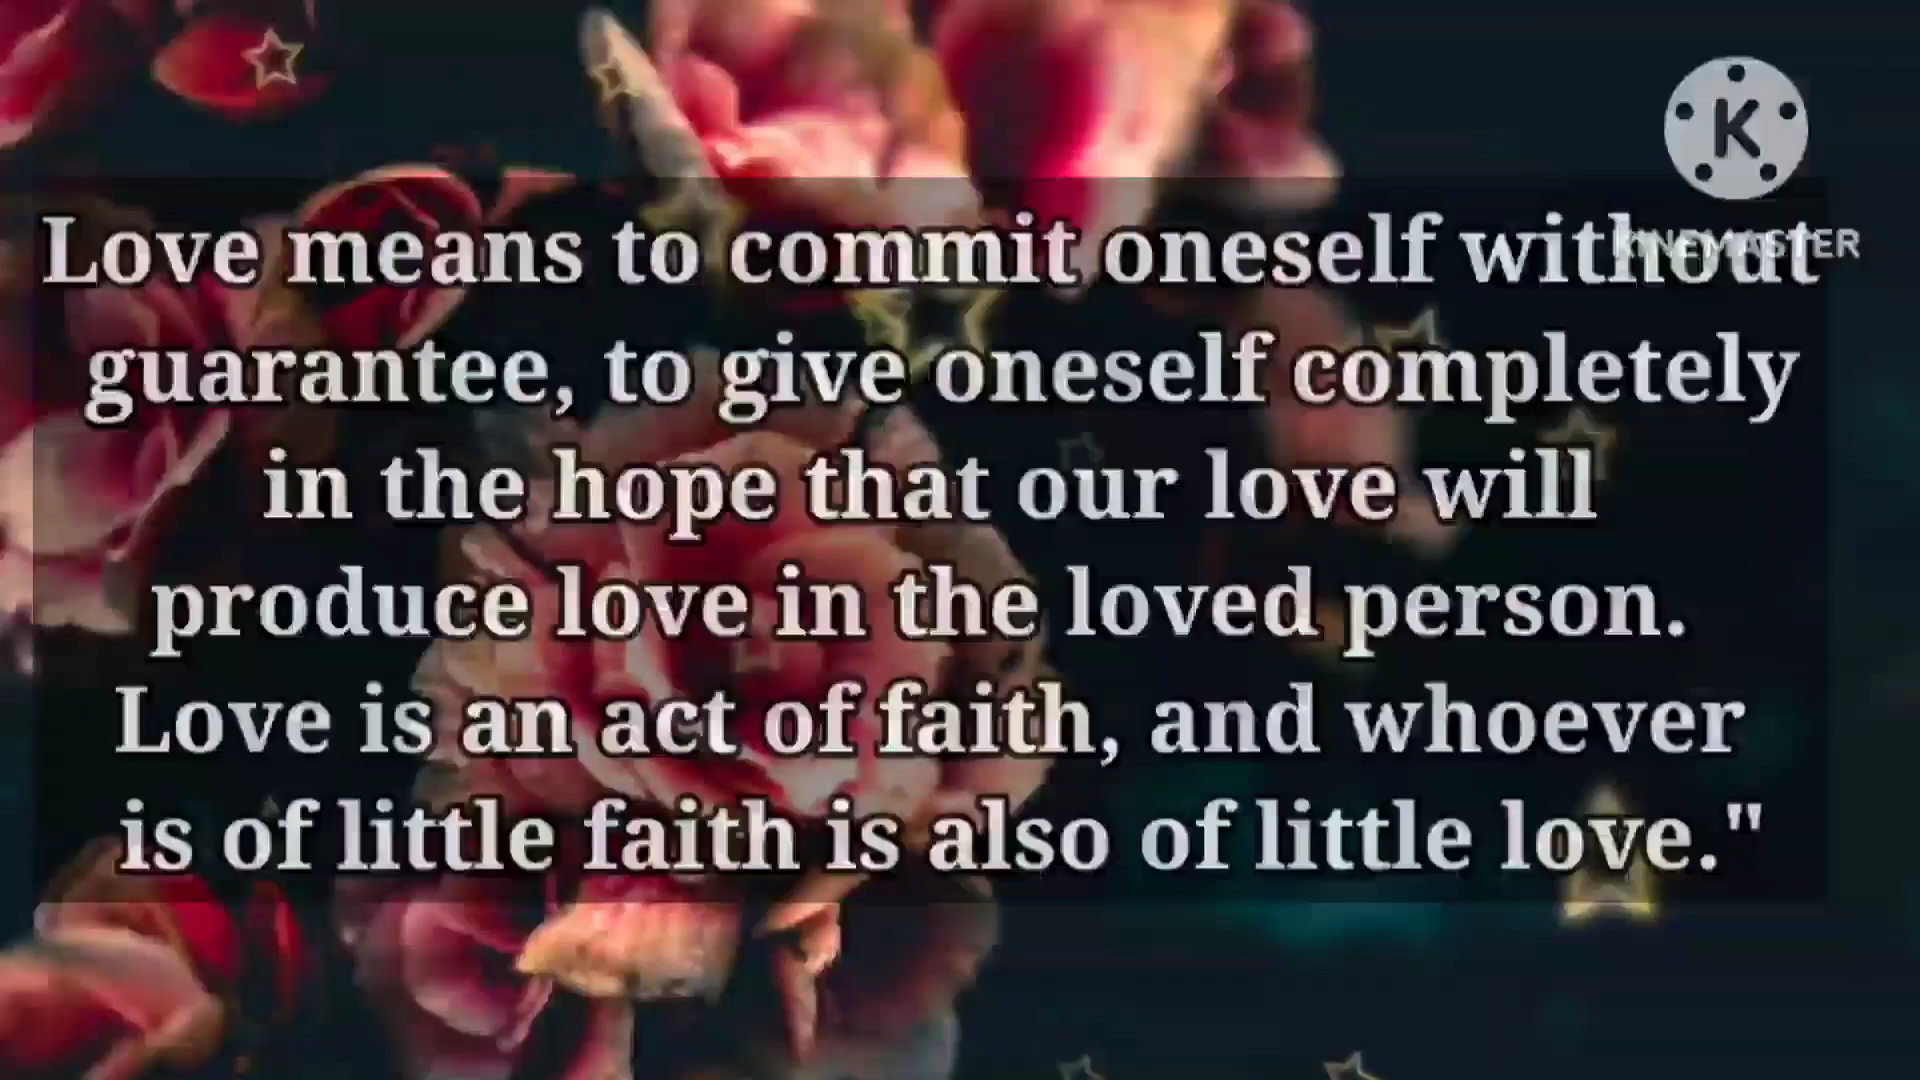 K
KINEMASTER
Love means to commit oneself without
guarantee, to give oneself completely
in the hope that our love will
produce love in the loved person.
Love is an act of faith, and whoever
is of little faith is also of little love."